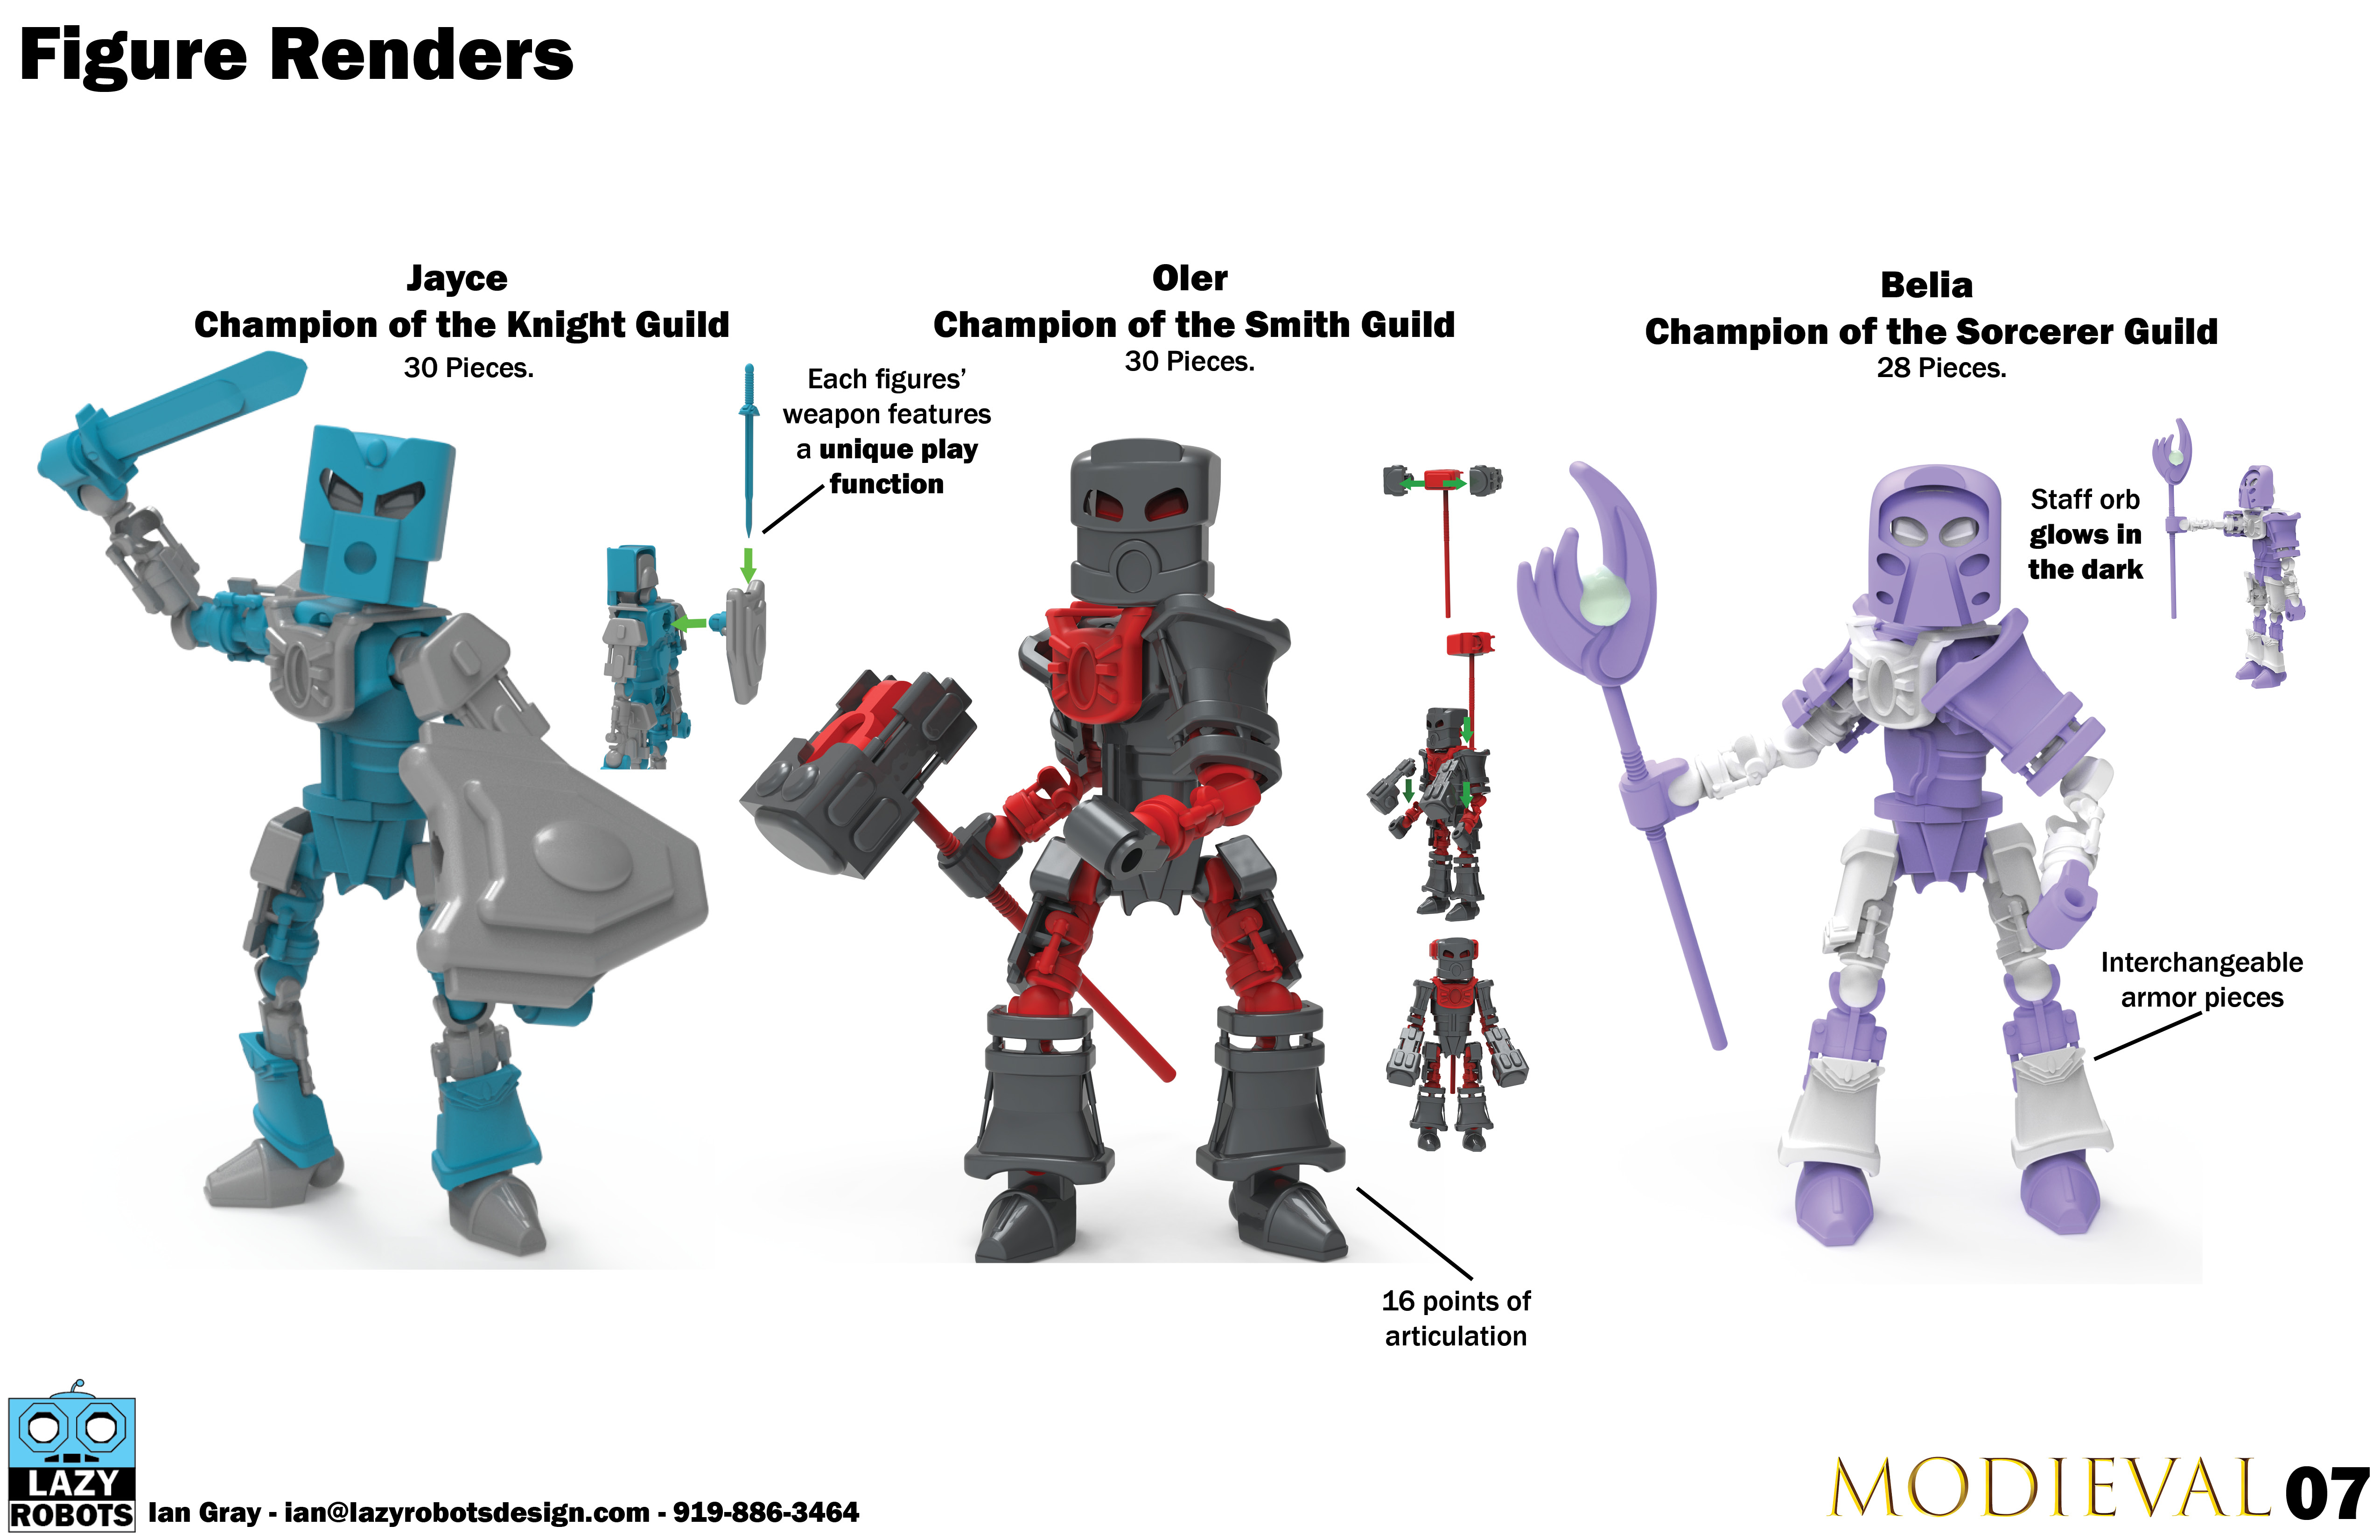 Figure Renders
Jayce
Champion of the Knight Guild
30 Pieces.
Each figures’
weapon features
a unique play
function
Oler
Champion of the Smith Guild
30 Pieces.
Belia
Champion of the Sorcerer Guild
28 Pieces.
Staff orb
glows in
the dark
Interchangeable
armor pieces
16 points of
articulation
LAZY
ROBOTS
Ian Gray - ian@lazyrobotsdesign.com - 919-886-3464
MODIEVAL 07